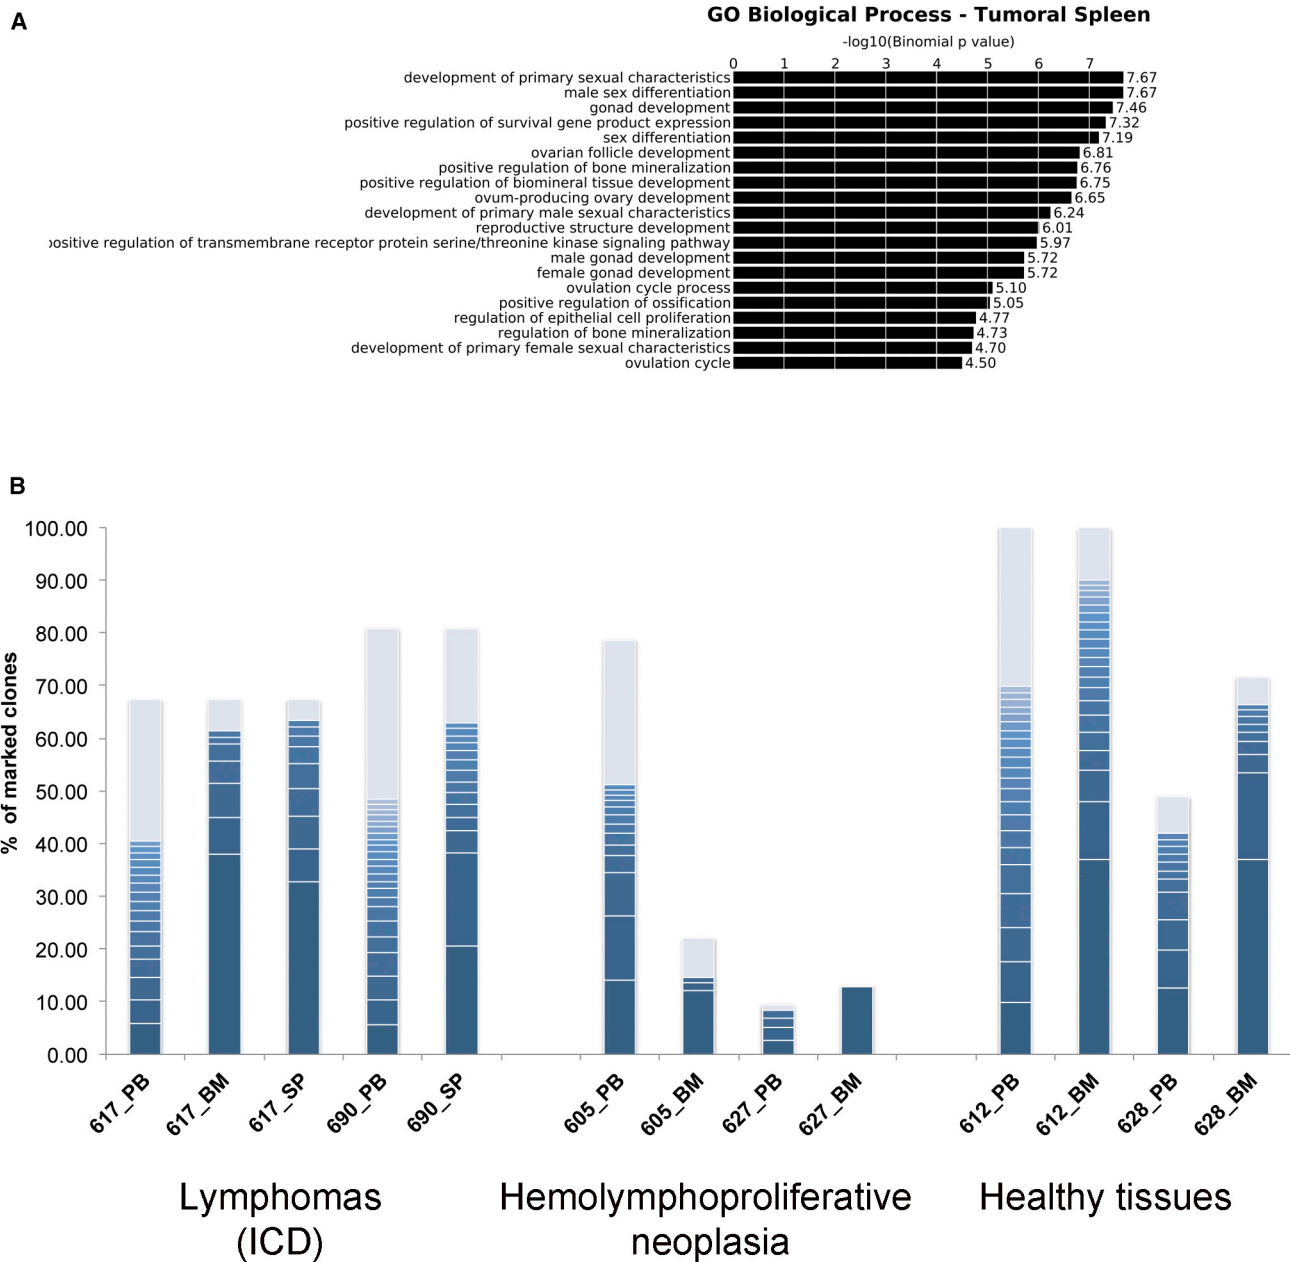 A
GO Biological Process - Tumoral Spleen
-log10(Binomial p value)
0 1 2 3 4 5 6 7
development of primary sexual characteristics 7.67
male sex differentiation 7.67
gonad development 7.46
positive regulation of survival gene product expression 7.32
sex differentiation 7.19
ovarian follicle development 6.81
positive regulation of bone mineralization 6.76
positive regulation of biomineral tissue development 6.75
ovum-producing ovary development 6.65
development of primary male sexual characteristics 6.24
reproductive structure development 6.01
ositive regulation of transmembrane receptor protein serine/threonine kinase signaling pathway 5.97
male gonad development 5.72
female gonad development 5.72
ovulation cycle process 5.10
positive regulation of ossification 5.05
regulation of epithelial cell proliferation 4.77
regulation of bone mineralization 4.73
development of primary female sexual characteristics 4.70
ovulation cycle 4.50
B
% of marked clones
100.00
90.00
80.00
70.00
60.00
50.00
40.00
30.00
20.00
10.00
0.00
617_PB 617_BM 617_SP 690_PB 690_SP 605_PB 605_BM 627_PB 627_BM 612_PB 612_BM 628_PB 628_BM
Lymphomas Hemolymphoproliferative Healthy tissues
(ICD) neoplasia